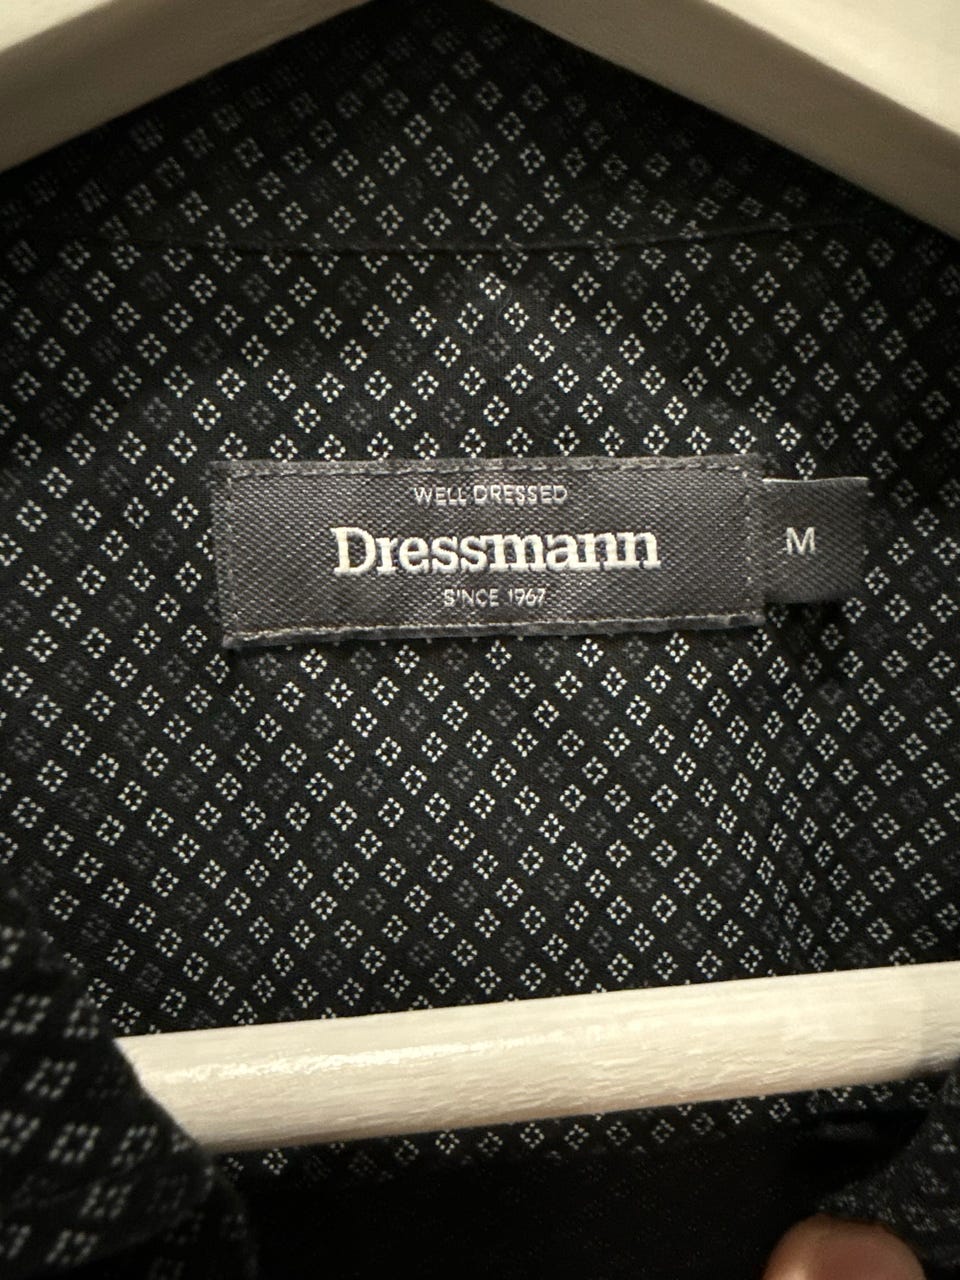 WELL DRESSED
Dressmann
SINCE 1967
M